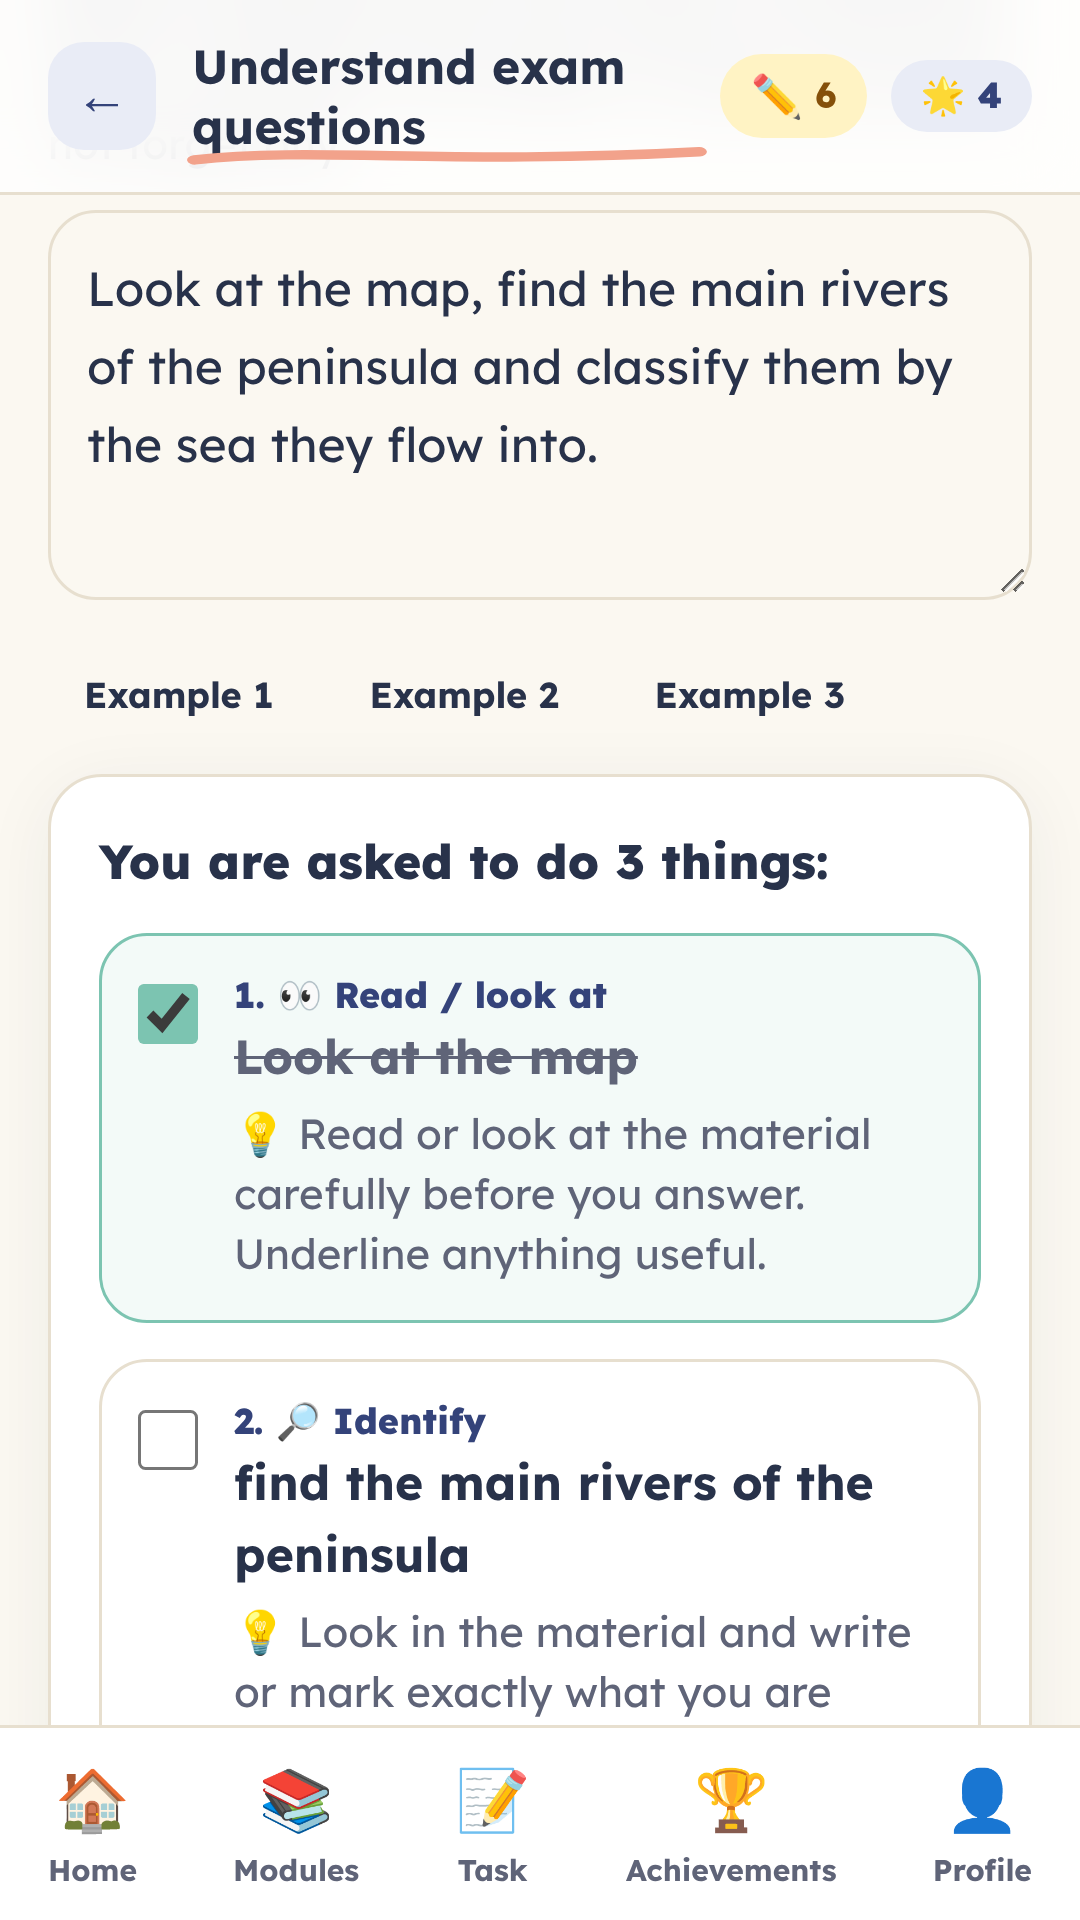 ←
Understand exam
questions
6
4
Look at the map, find the main rivers
of the peninsula and classify them by
the sea they flow into.
Example 1
Example 2
Example 3
You are asked to do 3 things:
1. 👀 Read / look at
Look at the map
💡 Read or look at the material
carefully before you answer.
Underline anything useful.
2. 🔎 Identify
find the main rivers of the
peninsula
💡 Look in the material and write
or mark exactly what you are
Home
Modules
Task
Achievements
Profile